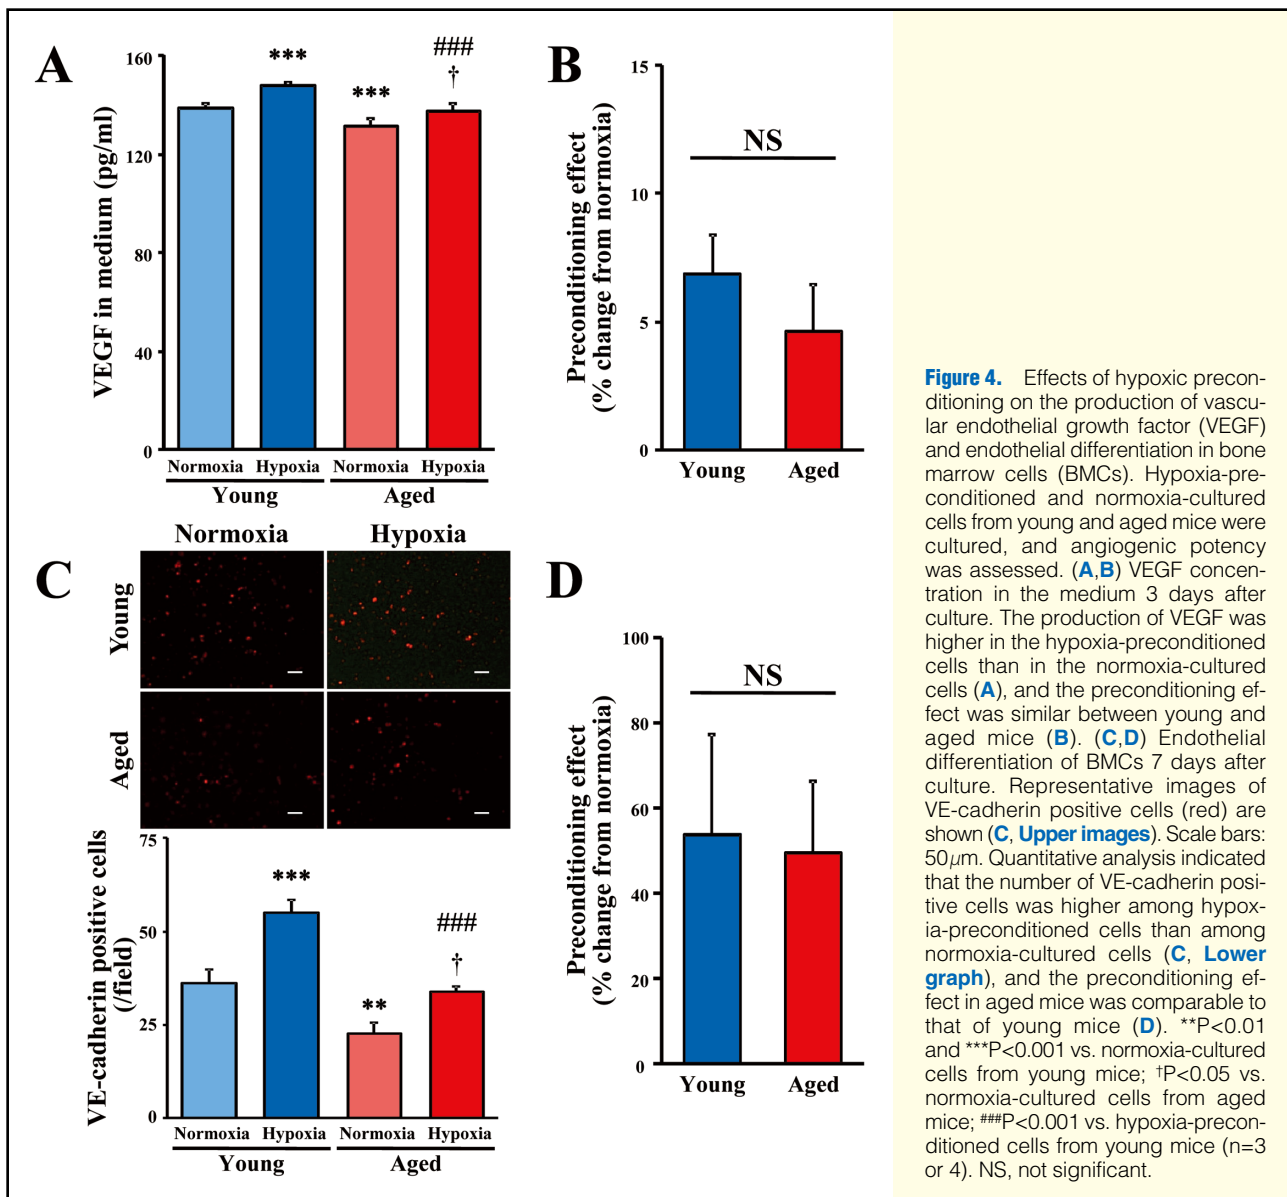 A
VEGF in medium (pg/ml)
160
120
80
40
0
***
***
###
†
Normoxia Hypoxia Normoxia Hypoxia
Young Aged
B
Preconditioning effect
(% change from normoxia)
15
10
5
0
NS
Young Aged
C
Normoxia Hypoxia
Young
Aged
VE-cadherin positive cells
(/field)
75
50
25
0
***
**
###
†
Normoxia Hypoxia Normoxia Hypoxia
Young Aged
D
Preconditioning effect
(% change from normoxia)
100
80
60
40
20
0
NS
Young Aged
Figure 4. Effects of hypoxic precon-
ditioning on the production of vascu-
lar endothelial growth factor (VEGF)
and endothelial differentiation in bone
marrow cells (BMCs). Hypoxia-pre-
conditioned and normoxia-cultured
cells from young and aged mice were
cultured, and angiogenic potency
was assessed. (A,B) VEGF concen-
tration in the medium 3 days after
culture. The production of VEGF was
higher in the hypoxia-preconditioned
cells than in the normoxia-cultured
cells (A), and the preconditioning ef-
fect was similar between young and
aged mice (B). (C,D) Endothelial
differentiation of BMCs 7 days after
culture. Representative images of
VE-cadherin positive cells (red) are
shown (C, Upper images). Scale bars:
50μm. Quantitative analysis indicated
that the number of VE-cadherin posi-
tive cells was higher among hypox-
ia-preconditioned cells than among
normoxia-cultured cells (C, Lower
graph), and the preconditioning ef-
fect in aged mice was comparable to
that of young mice (D). **P<0.01
and ***P<0.001 vs. normoxia-cultured
cells from young mice; †P<0.05 vs.
normoxia-cultured cells from aged
mice; ###P<0.001 vs. hypoxia-precon-
ditioned cells from young mice (n=3
or 4). NS, not significant.